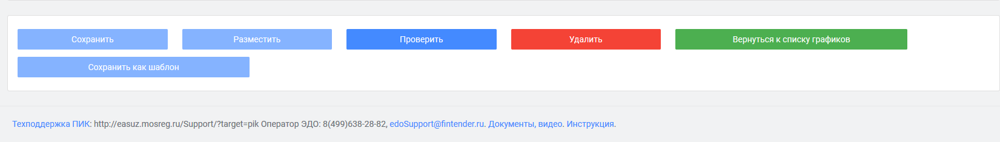 Сохранить Разместить Проверить Удалить Вернуться к списку графиков
Сохранить как шаблон
Техподдержка ПИК: http://easuz.mosreg.ru/Support/?target=pik Оператор ЭДО: 8(499)638-28-82, edoSupport@fintender.ru. Документы, видео. Инструкция.